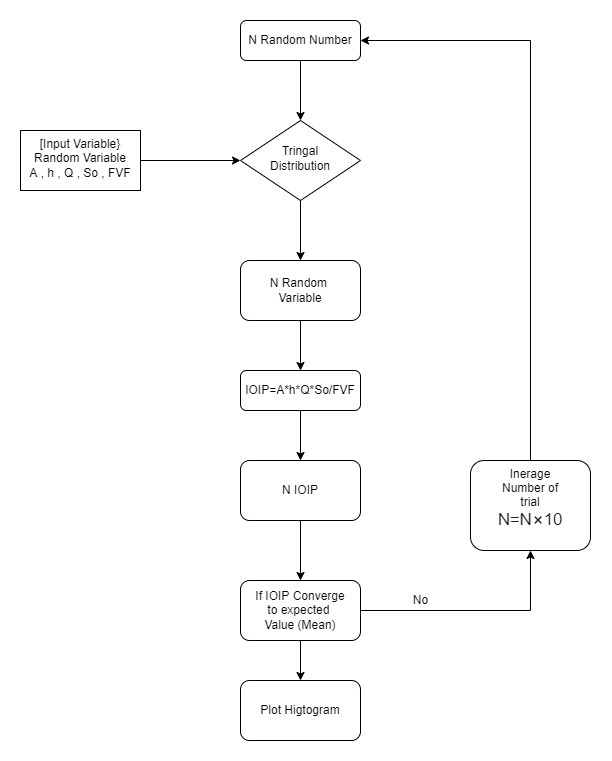 N Random Number
[Input Variable}
Random Variable
A , h , Q , So , FVF
Tringal
Distribution
N Random
Variable
IOIP=A*h*Q*So/FVF
N IOIP
Inerage
Number of
trial
N=N×10
If IOIP Converge
to expected
Value (Mean)
No
Plot Higtogram